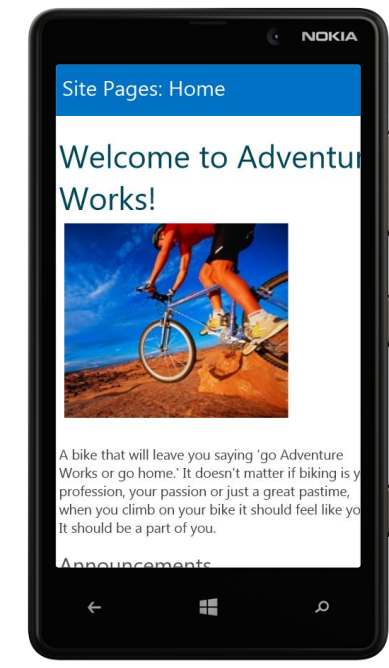 NOKIA
Site Pages: Home
Welcome to Adventur
Works!
A bike that will leave you saying 'go Adventure
Works or go home.' It doesn't matter if biking is y
profession, your passion or just a great pastime,
when you climb on your bike it should feel like yo
It should be a part of you.
Announcements